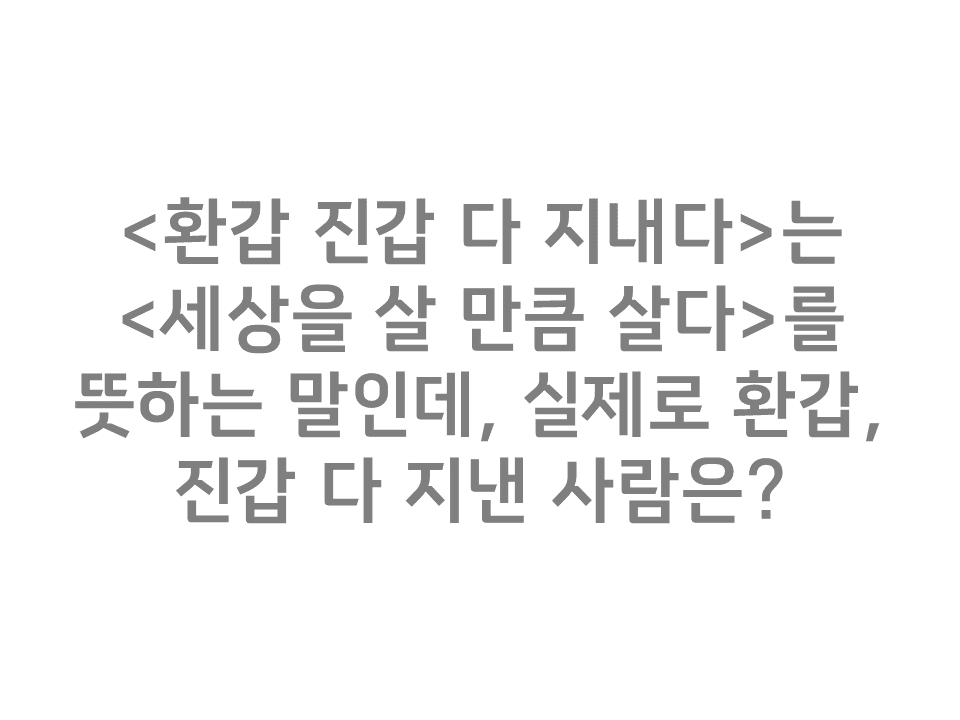 <환갑 진갑 다 지내다>는
<세상을 살 만큼 살다>를
뜻하는 말인데, 실제로 환갑,
진갑 다 지낸 사람은?